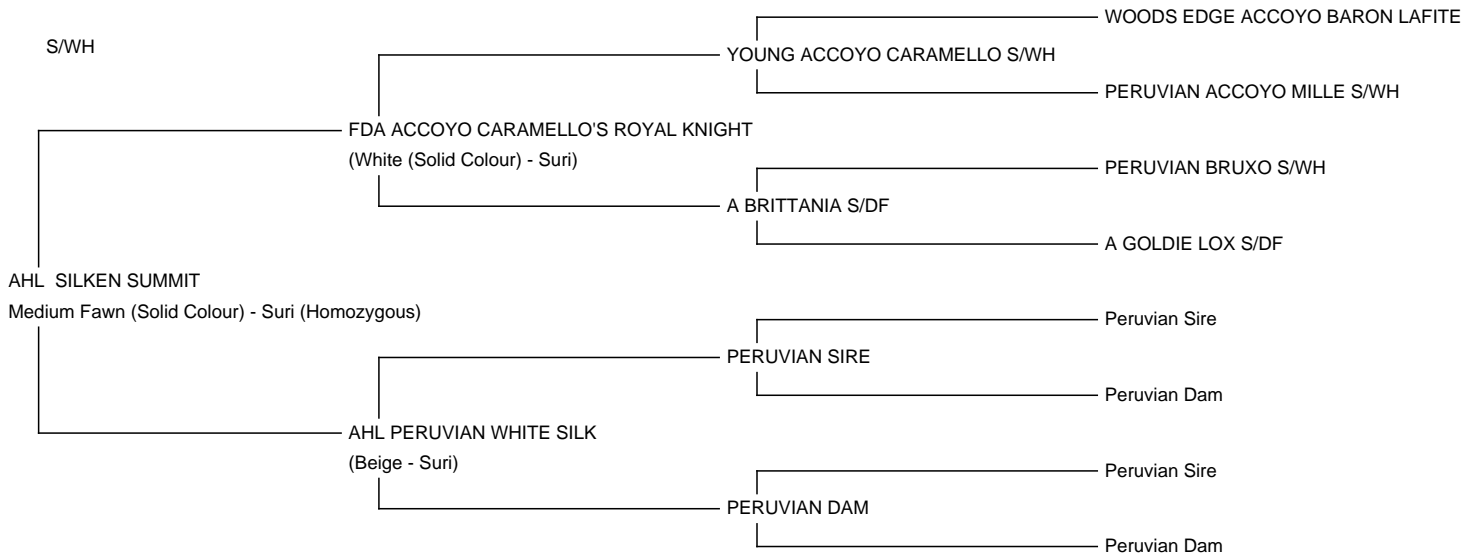 WOODS EDGE ACCOYO BARON LAFITE
S/WH
YOUNG ACCOYO CARAMELLO S/WH
PERUVIAN ACCOYO MILLE S/WH
FDA ACCOYO CARAMELLO'S ROYAL KNIGHT
(White (Solid Colour) - Suri)
PERUVIAN BRUXO S/WH
A BRITTANIA S/DF
A GOLDIE LOX S/DF
AHL  SILKEN SUMMIT
Medium Fawn (Solid Colour) - Suri (Homozygous)
Peruvian Sire
PERUVIAN SIRE
Peruvian Dam
AHL PERUVIAN WHITE SILK
(Beige - Suri)
Peruvian Sire
PERUVIAN DAM
Peruvian Dam